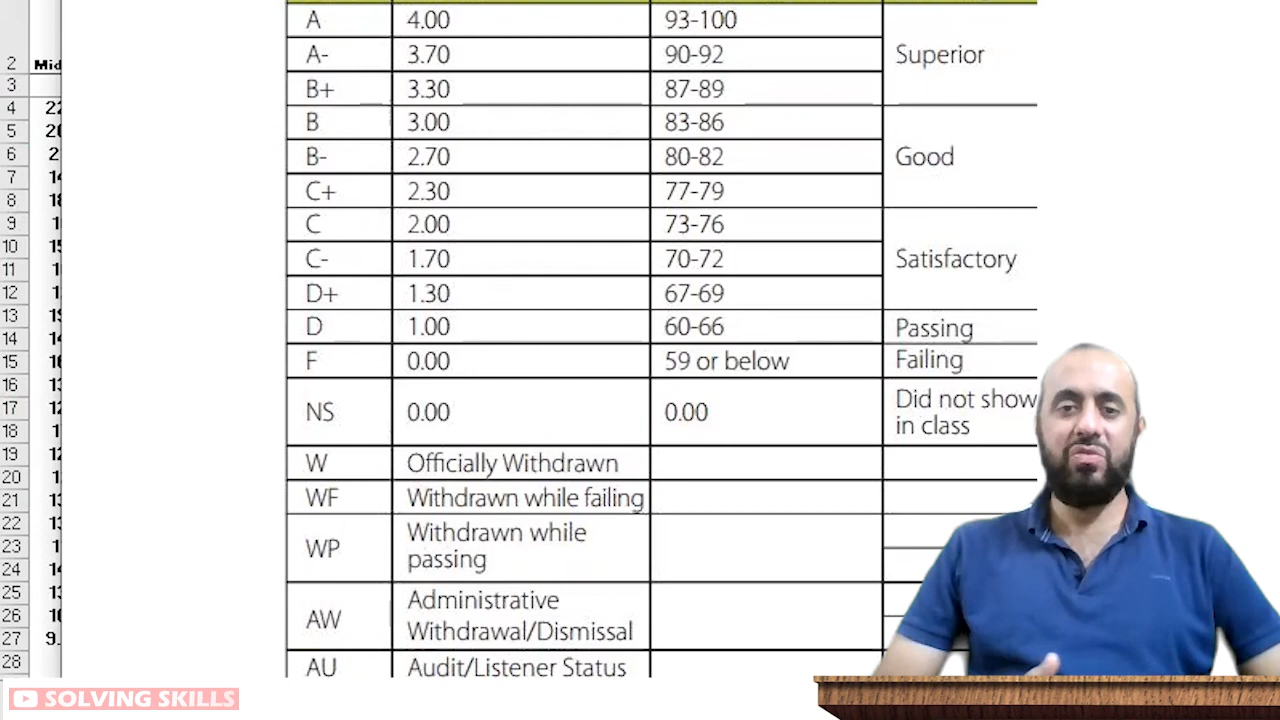 A 4.00 93-100
A- 3.70 90-92 Superior
B+ 3.30 87-89
B 3.00 83-86
B- 2.70 80-82 Good
C+ 2.30 77-79
C 2.00 73-76
C- 1.70 70-72 Satisfactory
D+ 1.30 67-69
D 1.00 60-66 Passing
F 0.00 59 or below Failing
NS 0.00 0.00 Did not show
in class
W Officially Withdrawn
WF Withdrawn while failing
WP Withdrawn while
passing
AW Administrative
Withdrawal/Dismissal
AU Audit/Listener Status
2 Mid
3
4
5
6
7
8
9
10
11
12
13
14
15
16
17
18
19
20
21
22
23
24
25
26
27 9.
28
SOLVING SKILLS